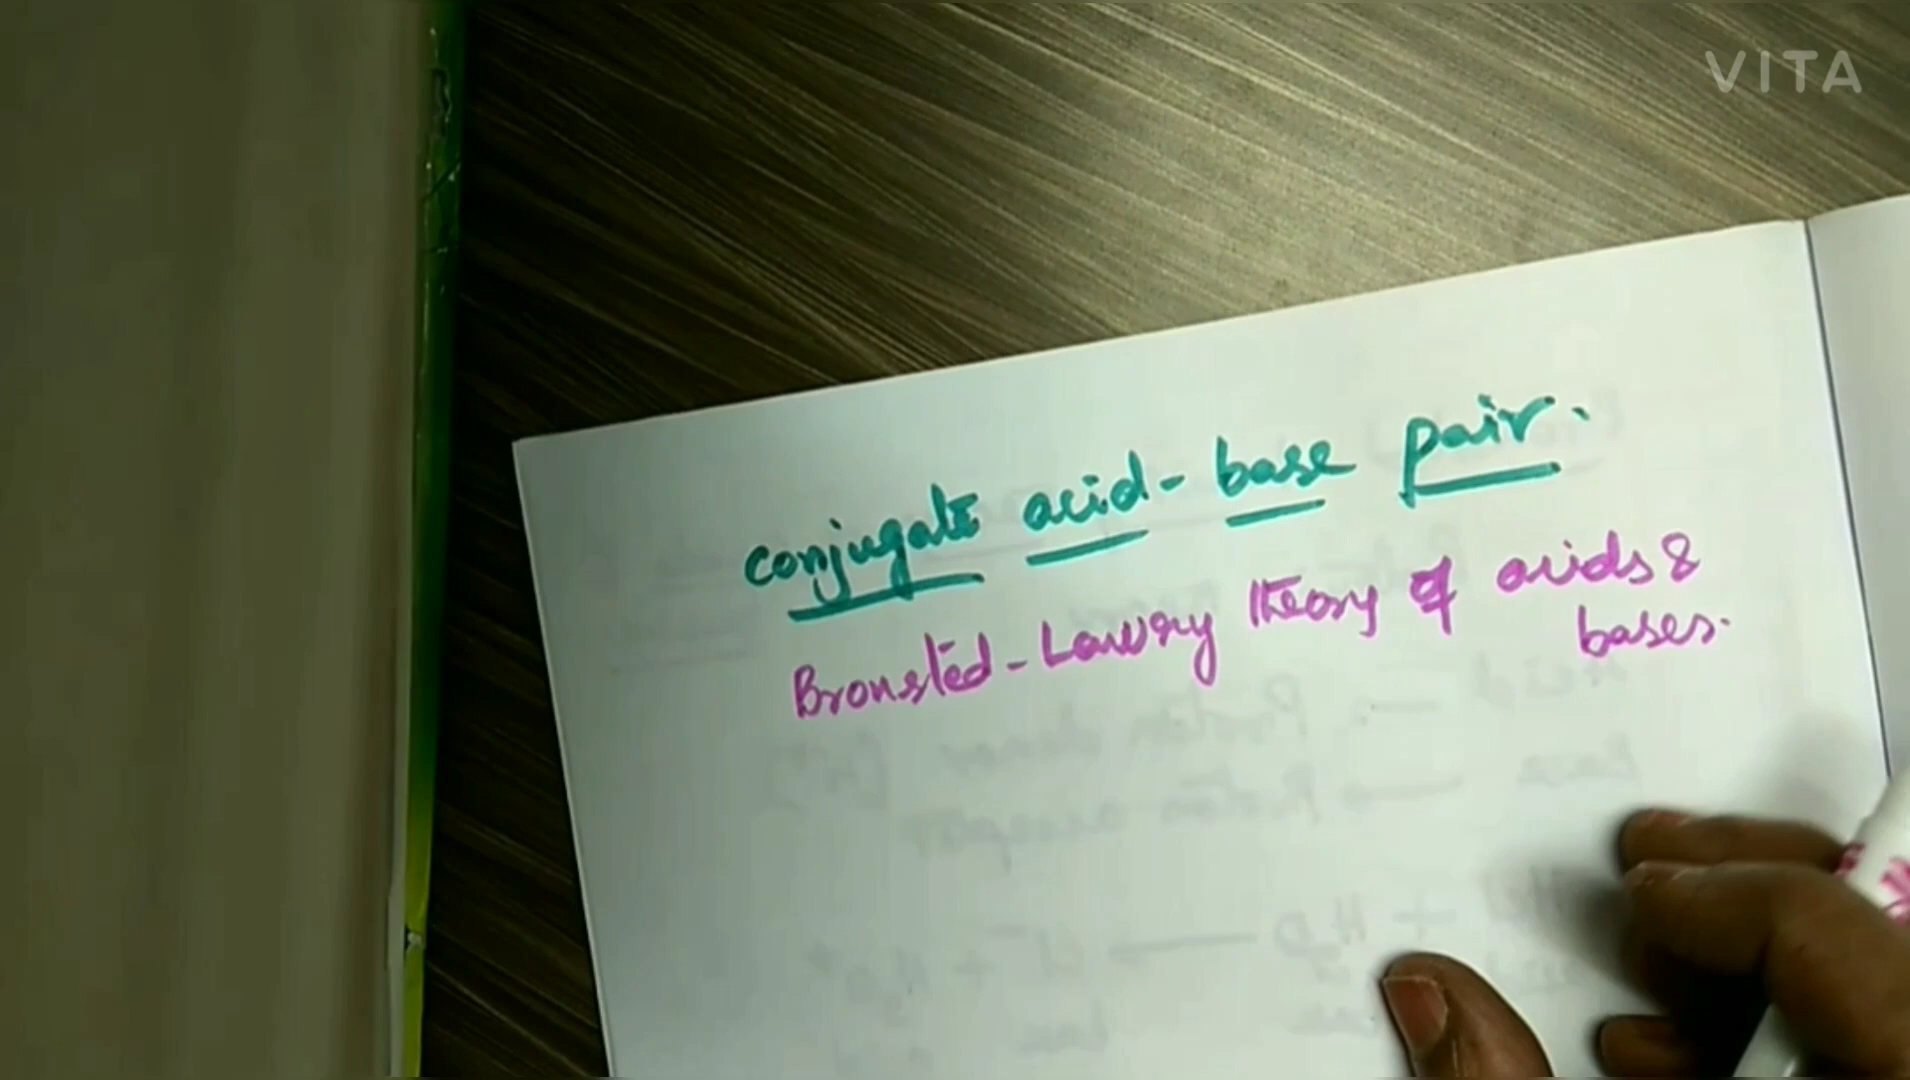 VITA
conjugate acid-base pair.
Bronsted-Lowry theory of acids &
bases.